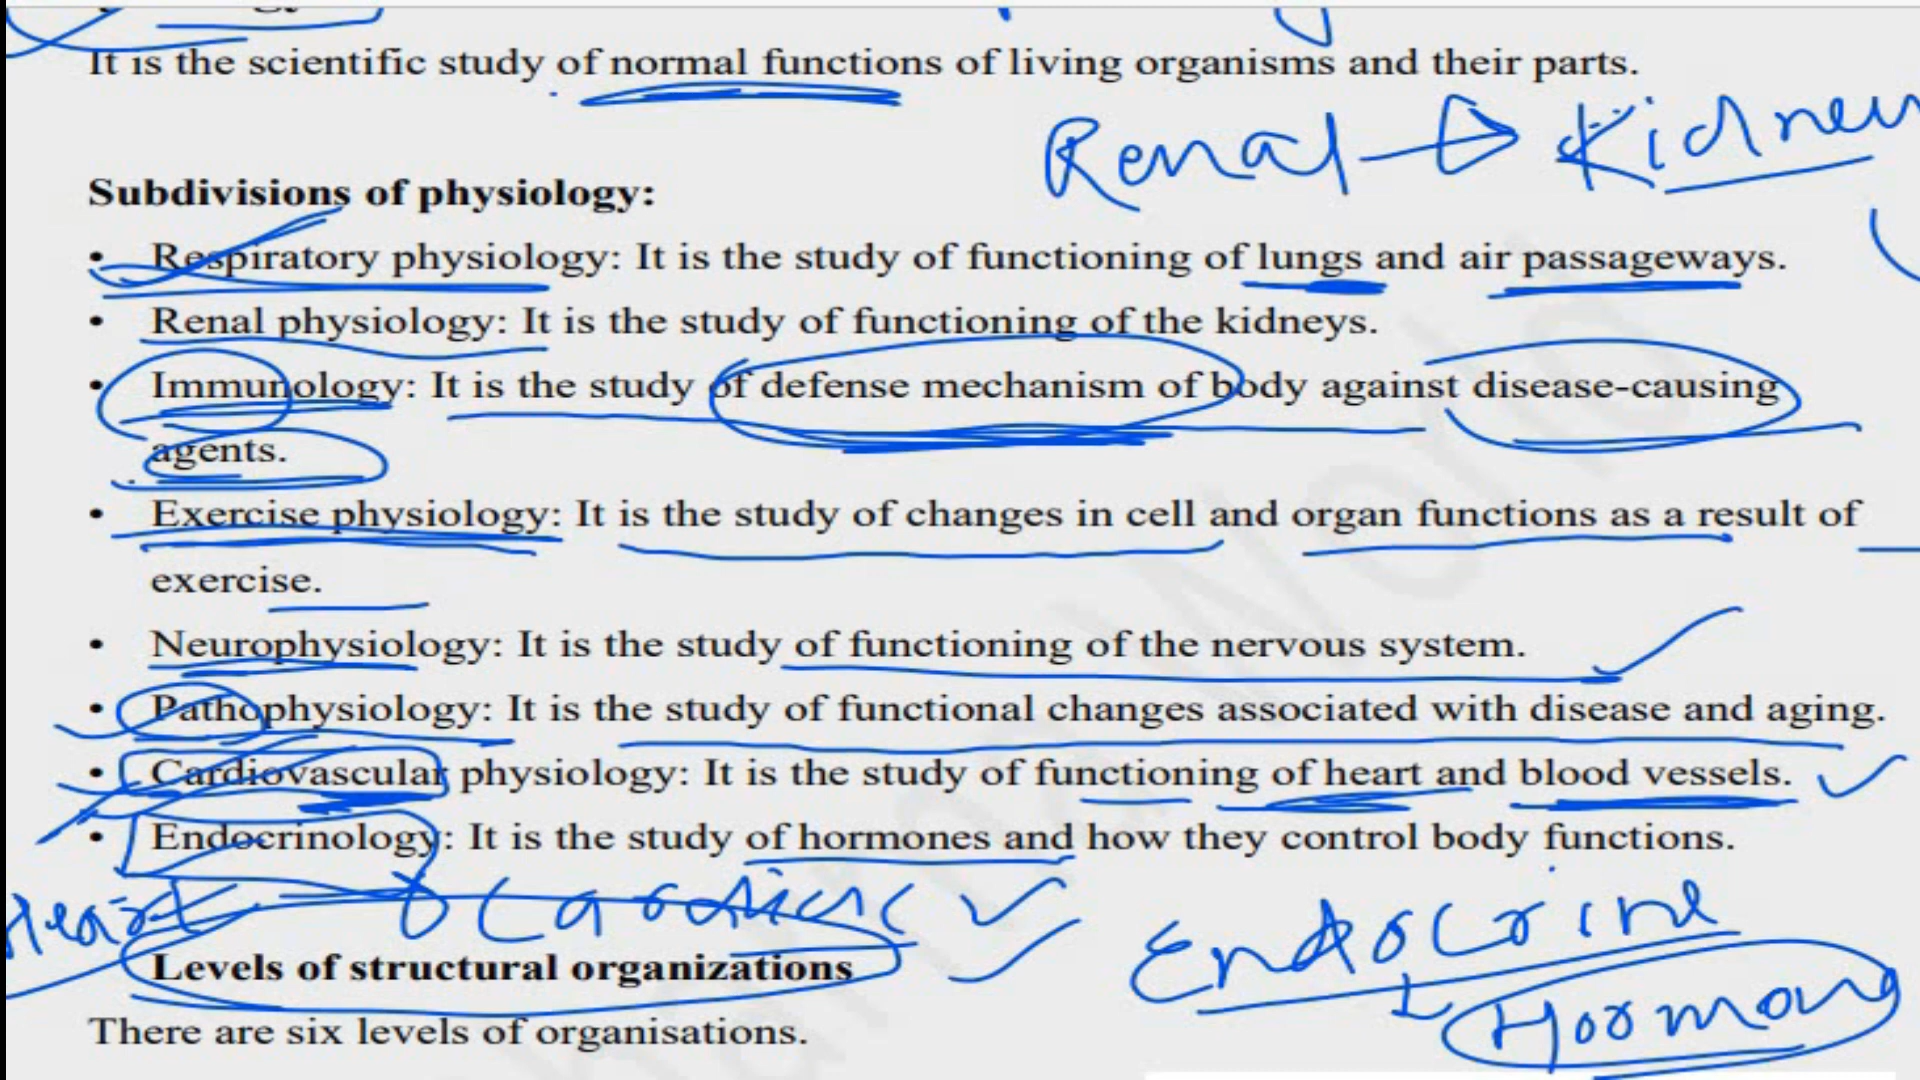 It is the scientific study of normal functions of living organisms and their parts.
Renal → Kidney
Subdivisions of physiology:
• Respiratory physiology: It is the study of functioning of lungs and air passageways.
• Renal physiology: It is the study of functioning of the kidneys.
• Immunology: It is the study of defense mechanism of body against disease-causing
agents.
• Exercise physiology: It is the study of changes in cell and organ functions as a result of
exercise.
• Neurophysiology: It is the study of functioning of the nervous system.
• Pathophysiology: It is the study of functional changes associated with disease and aging.
• Cardiovascular physiology: It is the study of functioning of heart and blood vessels.
• Endocrinology: It is the study of hormones and how they control body functions.
Heart Cardiac
Endocrine
Levels of structural organizations
Hormon
There are six levels of organisations.